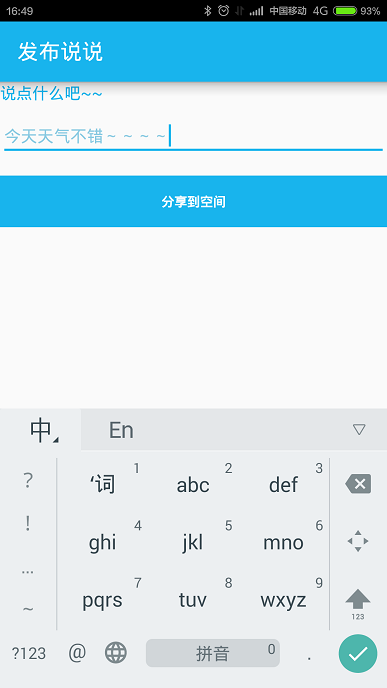 16:49 中国移动 4G 93%
发布说说
说点什么吧~~
今天天气不错～～～～
分享到空间
中 En
? ‘词 1 abc 2 def 3
! ghi 4 jkl 5 mno 6
... pqrs 7 tuv 8 wxyz 9
~ 123
?123 @ 拼音 0 .